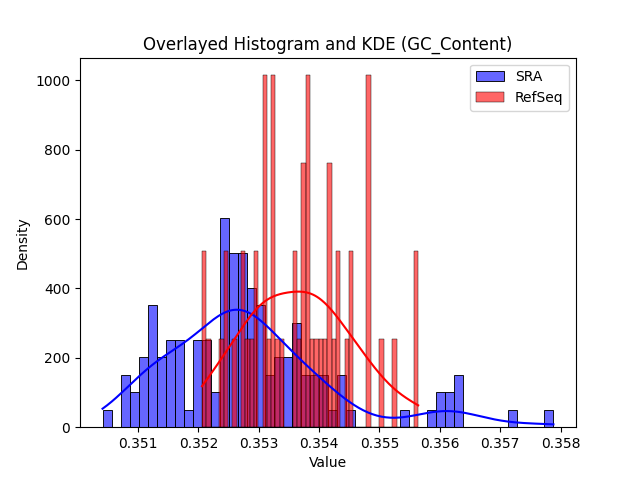 Overlayed Histogram and KDE (GC_Content)
SRA
RefSeq
1000
800
600
400
200
0
Density
0.351 0.352 0.353 0.354 0.355 0.356 0.357 0.358
Value